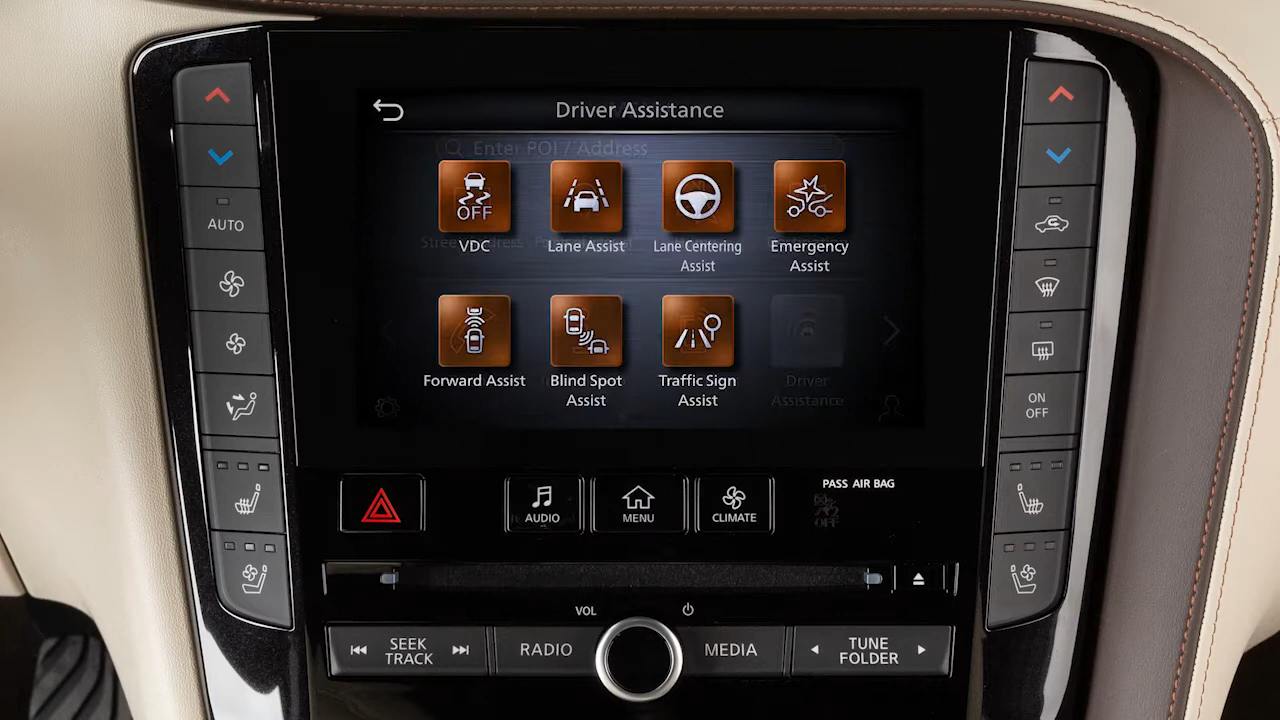 Driver Assistance
Enter POI / Address
OFF
VDC
Lane Assist
Lane Centering
Assist
Emergency
Assist
Forward Assist
Blind Spot
Assist
Traffic Sign
Assist
Driver
Assistance
AUTO
ON
OFF
AUDIO
MENU
CLIMATE
PASS AIR BAG
OFF
VOL
SEEK
TRACK
RADIO
MEDIA
TUNE
FOLDER